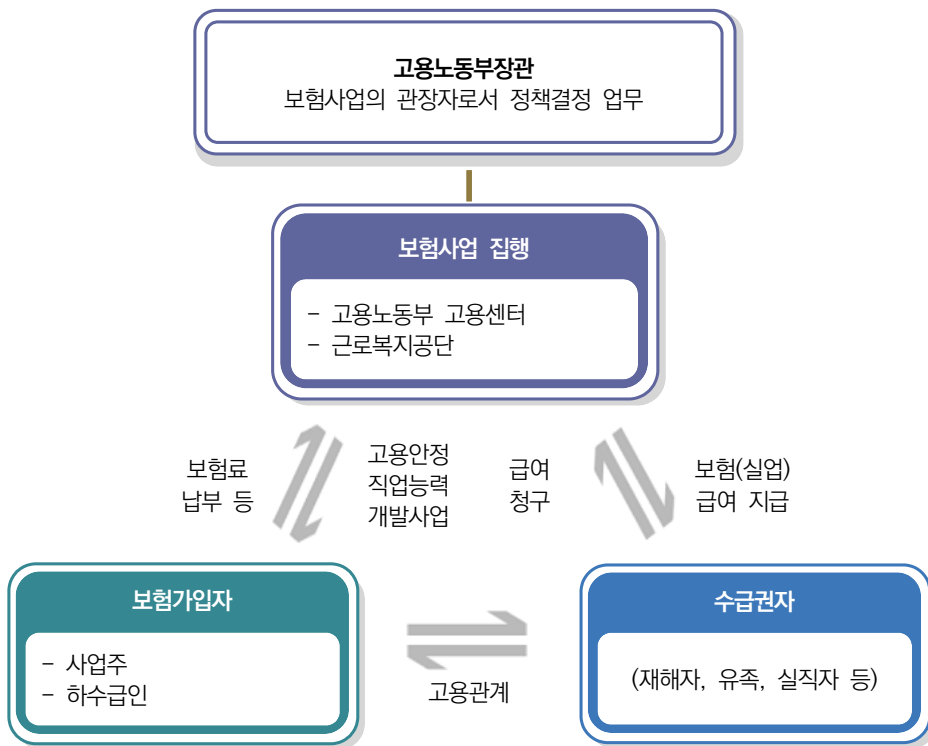 고용노동부장관
보험사업의 관장자로서 정책결정 업무
보험사업 집행
- 고용노동부 고용센터
- 근로복지공단
보험료
납부 등
고용안정
직업능력
개발사업
급여
청구
보험(실업)
급여 지급
보험가입자
- 사업주
- 하수급인
고용관계
수급권자
(재해자, 유족, 실직자 등)